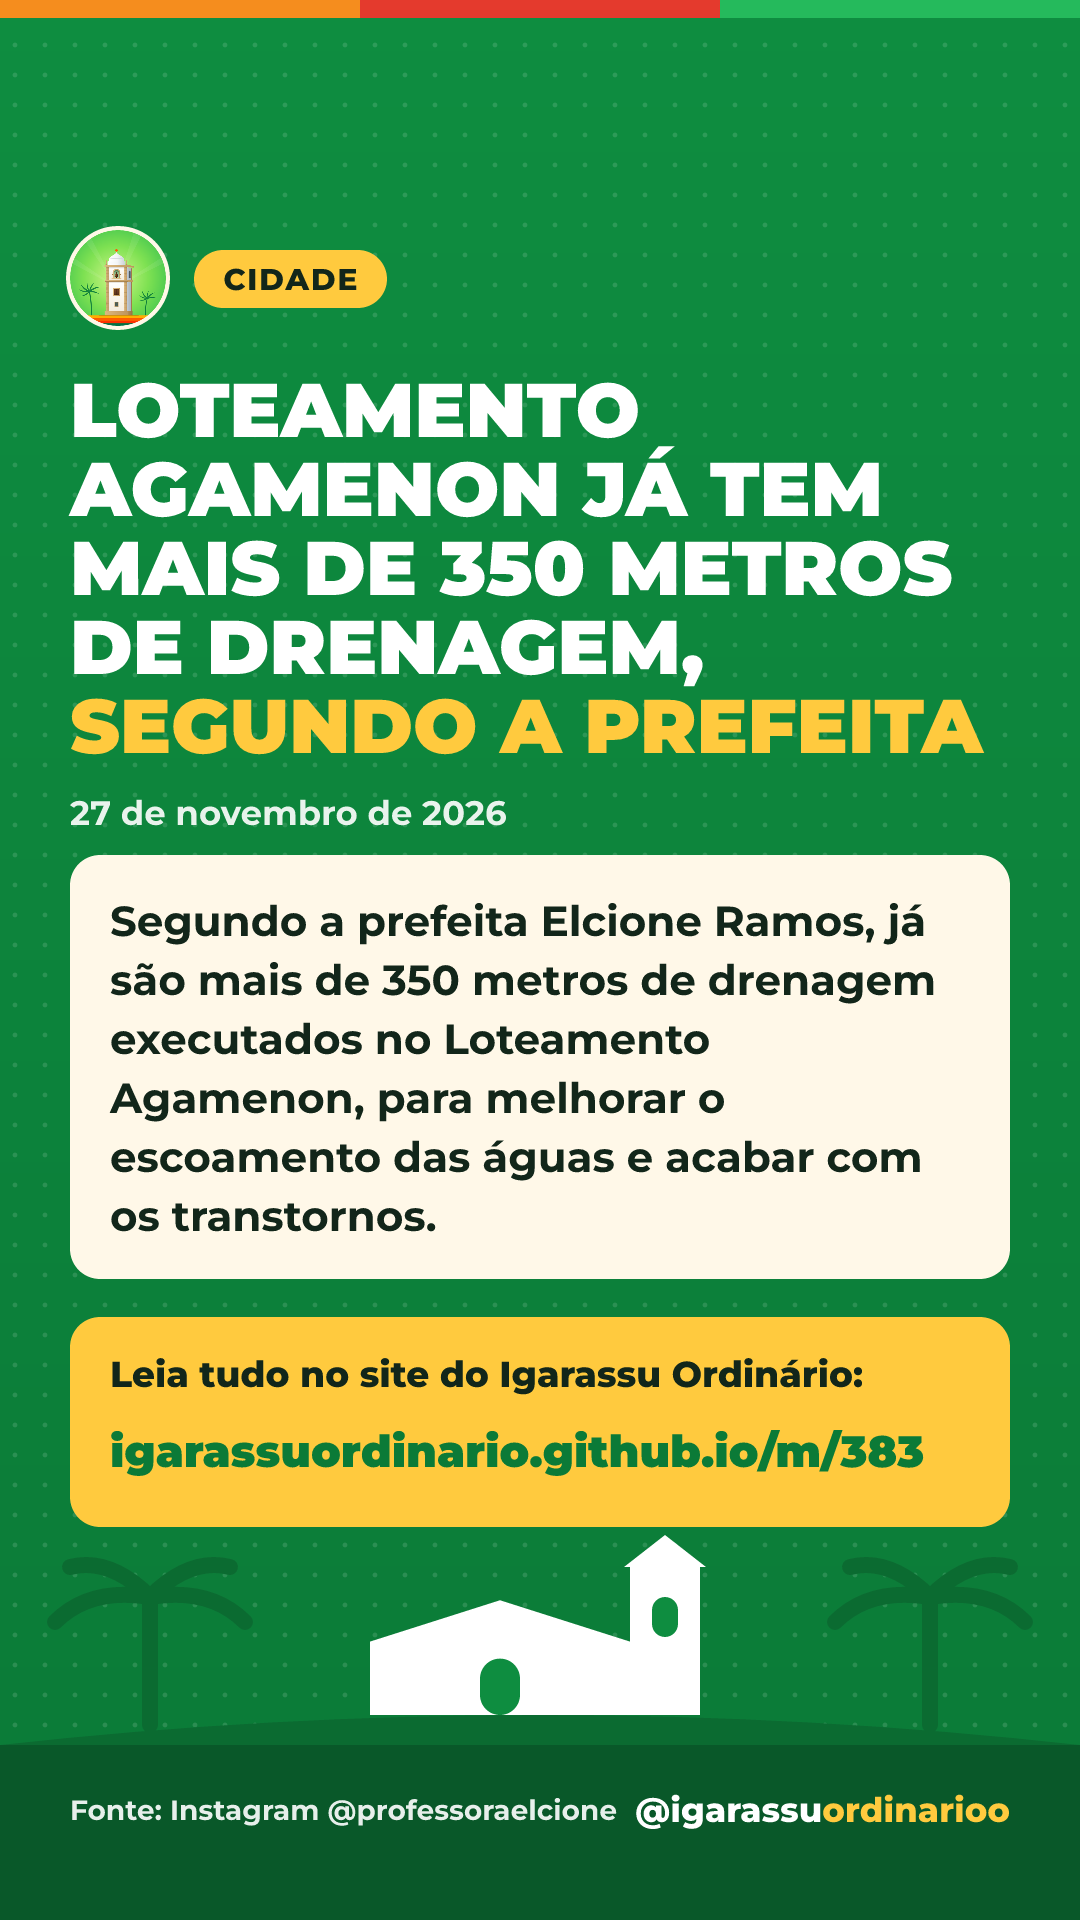 CIDADE
LOTEAMENTO
AGAMENON JÁ TEM
MAIS DE 350 METROS
DE DRENAGEM,
SEGUNDO A PREFEITA
27 de novembro de 2026
Segundo a prefeita Elcione Ramos, já
são mais de 350 metros de drenagem
executados no Loteamento
Agamenon, para melhorar o
escoamento das águas e acabar com
os transtornos.
Leia tudo no site do Igarassu Ordinário:
igarassuordinario.github.io/m/383
Fonte: Instagram @professoraelcione @igarassuordinarioo